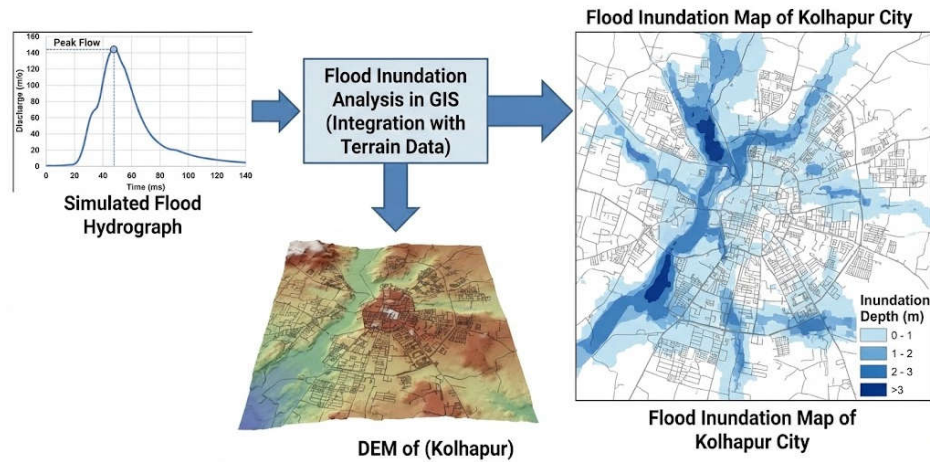 Flood Inundation Map of Kolhapur City
160
140
120
100
80
60
40
20
0
Peak Flow
Discharge (m/o)
0 20 40 60 80 100 120 140
Time (ms)
Simulated Flood
Hydrograph
Flood Inundation
Analysis in GIS
(Integration with
Terrain Data)
DEM of (Kolhapur)
Inundation
Depth (m)
0 - 1
1 - 2
2 - 3
>3
Flood Inundation Map of
Kolhapur City